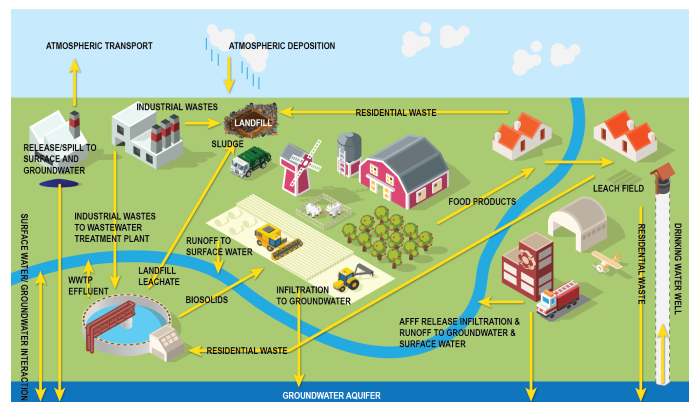 ATMOSPHERIC TRANSPORT
ATMOSPHERIC DEPOSITION
INDUSTRIAL WASTES
RESIDENTIAL WASTE
LANDFILL
SLUDGE
RELEASE/SPILL TO
SURFACE AND
GROUNDWATER
LEACH FIELD
FOOD PRODUCTS
INDUSTRIAL WASTES
TO WASTEWATER
TREATMENT PLANT
SURFACE WATER/ GROUNDWATER INTERACTION
RUNOFF TO
SURFACE WATER
RESIDENTIAL WASTE
DRINKING WATER WELL
LANDFILL
LEACHATE
WWTP
EFFLUENT
BIOSOLIDS
INFILTRATION
TO GROUNDWATER
AFFF RELEASE INFILTRATION &
RUNOFF TO GROUNDWATER &
SURFACE WATER
RESIDENTIAL WASTE
GROUNDWATER AQUIFER